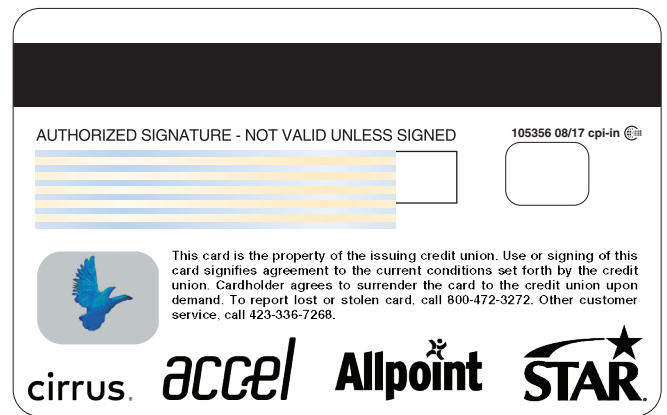 AUTHORIZED SIGNATURE - NOT VALID UNLESS SIGNED
105356 08/17 cpi-in
This card is the property of the issuing credit union. Use or signing of this
card signifies agreement to the current conditions set forth by the credit
union. Cardholder agrees to surrender the card to the credit union upon
demand. To report lost or stolen card, call 800-472-3272. Other customer
service, call 423-336-7268.
cirrus. accel Allpoint STAR.